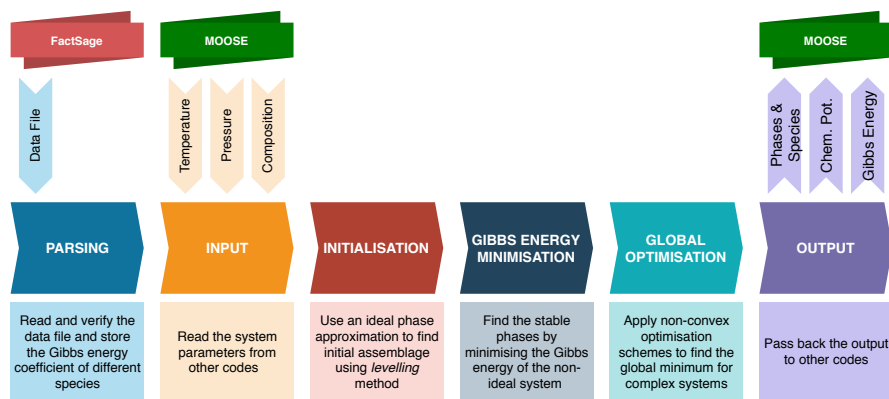 FactSage
MOOSE
MOOSE
Data File
Temperature
Pressure
Composition
Phases &
Species
Chem. Pot.
Gibbs Energy
PARSING
INPUT
INITIALISATION
GIBBS ENERGY
MINIMISATION
GLOBAL
OPTIMISATION
OUTPUT
Read and verify the
data file and store
the Gibbs energy
coefficient of different
species
Read the system
parameters from
other codes
Use an ideal phase
approximation to find
initial assemblage
using levelling
method
Find the stable
phases by
minimising the Gibbs
energy of the non-
ideal system
Apply non-convex
optimisation
schemes to find the
global minimum for
complex systems
Pass back the output
to other codes